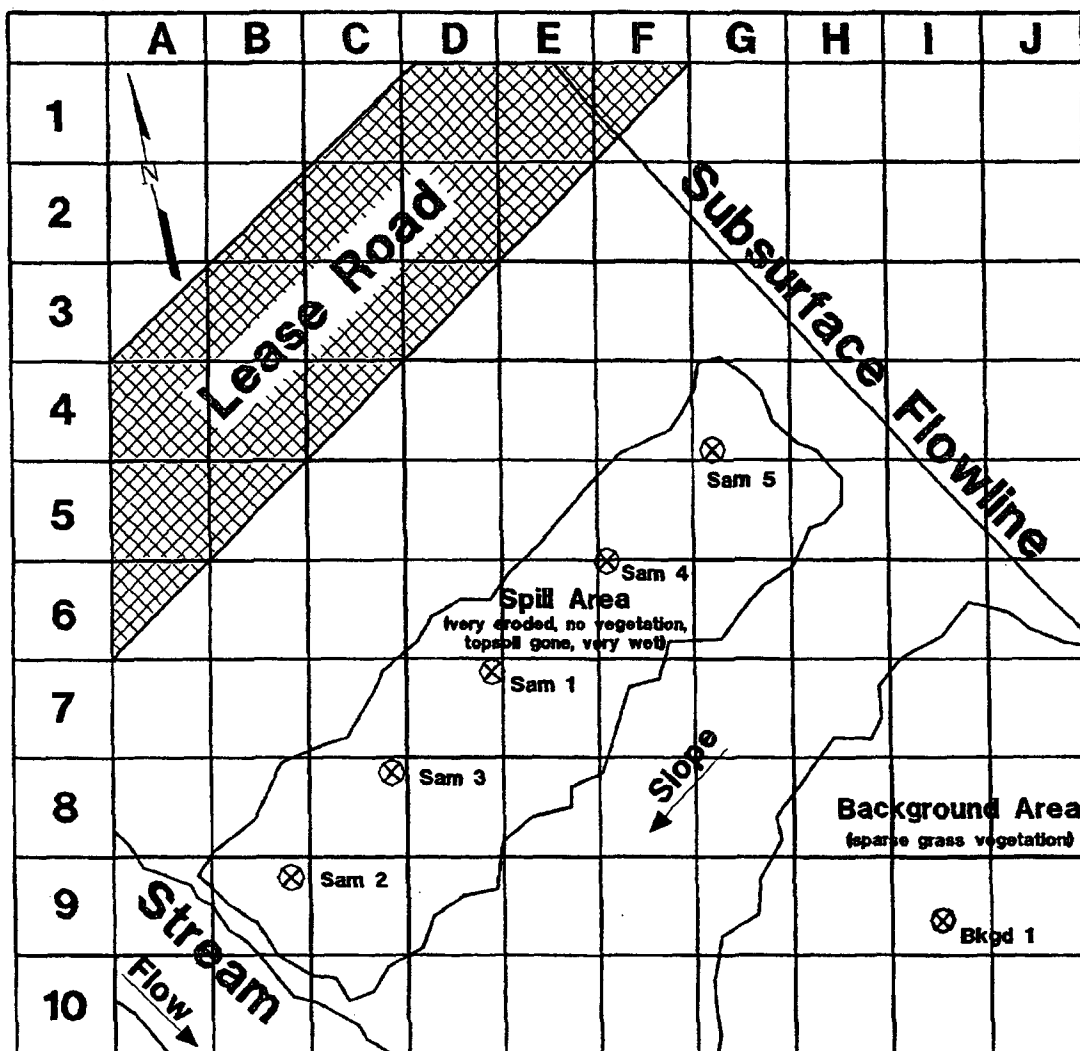 A B C D E F G H I J
1
2
3
4
5
6
7
8
9
10
N
Lease Road
Subsurface Flowline
Sam 5
Sam 4
Spill Area
(very eroded, no vegetation,
topsoil gone, very wet)
Sam 1
Slope
Sam 3
Background Area
(sparse grass vegetation)
Sam 2
Stream
Bkgd 1
Flow